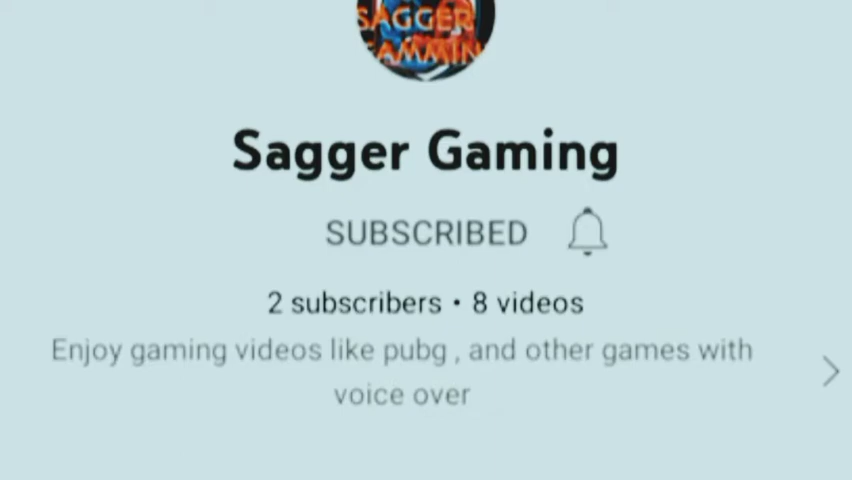 SAGGER
GAMMIN
Sagger Gaming
SUBSCRIBED
2 subscribers • 8 videos
Enjoy gaming videos like pubg , and other games with
voice over